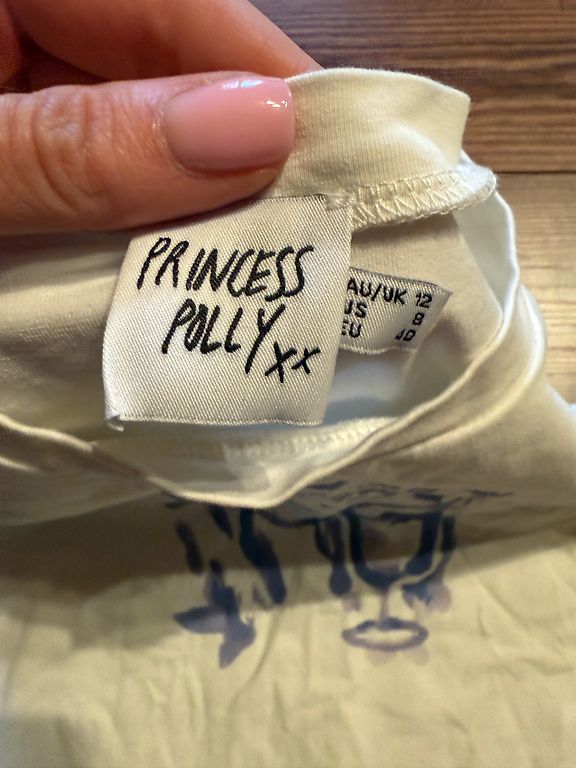 PRINCESS
POLLY xx
AU/UK 12
US 8
EU 40